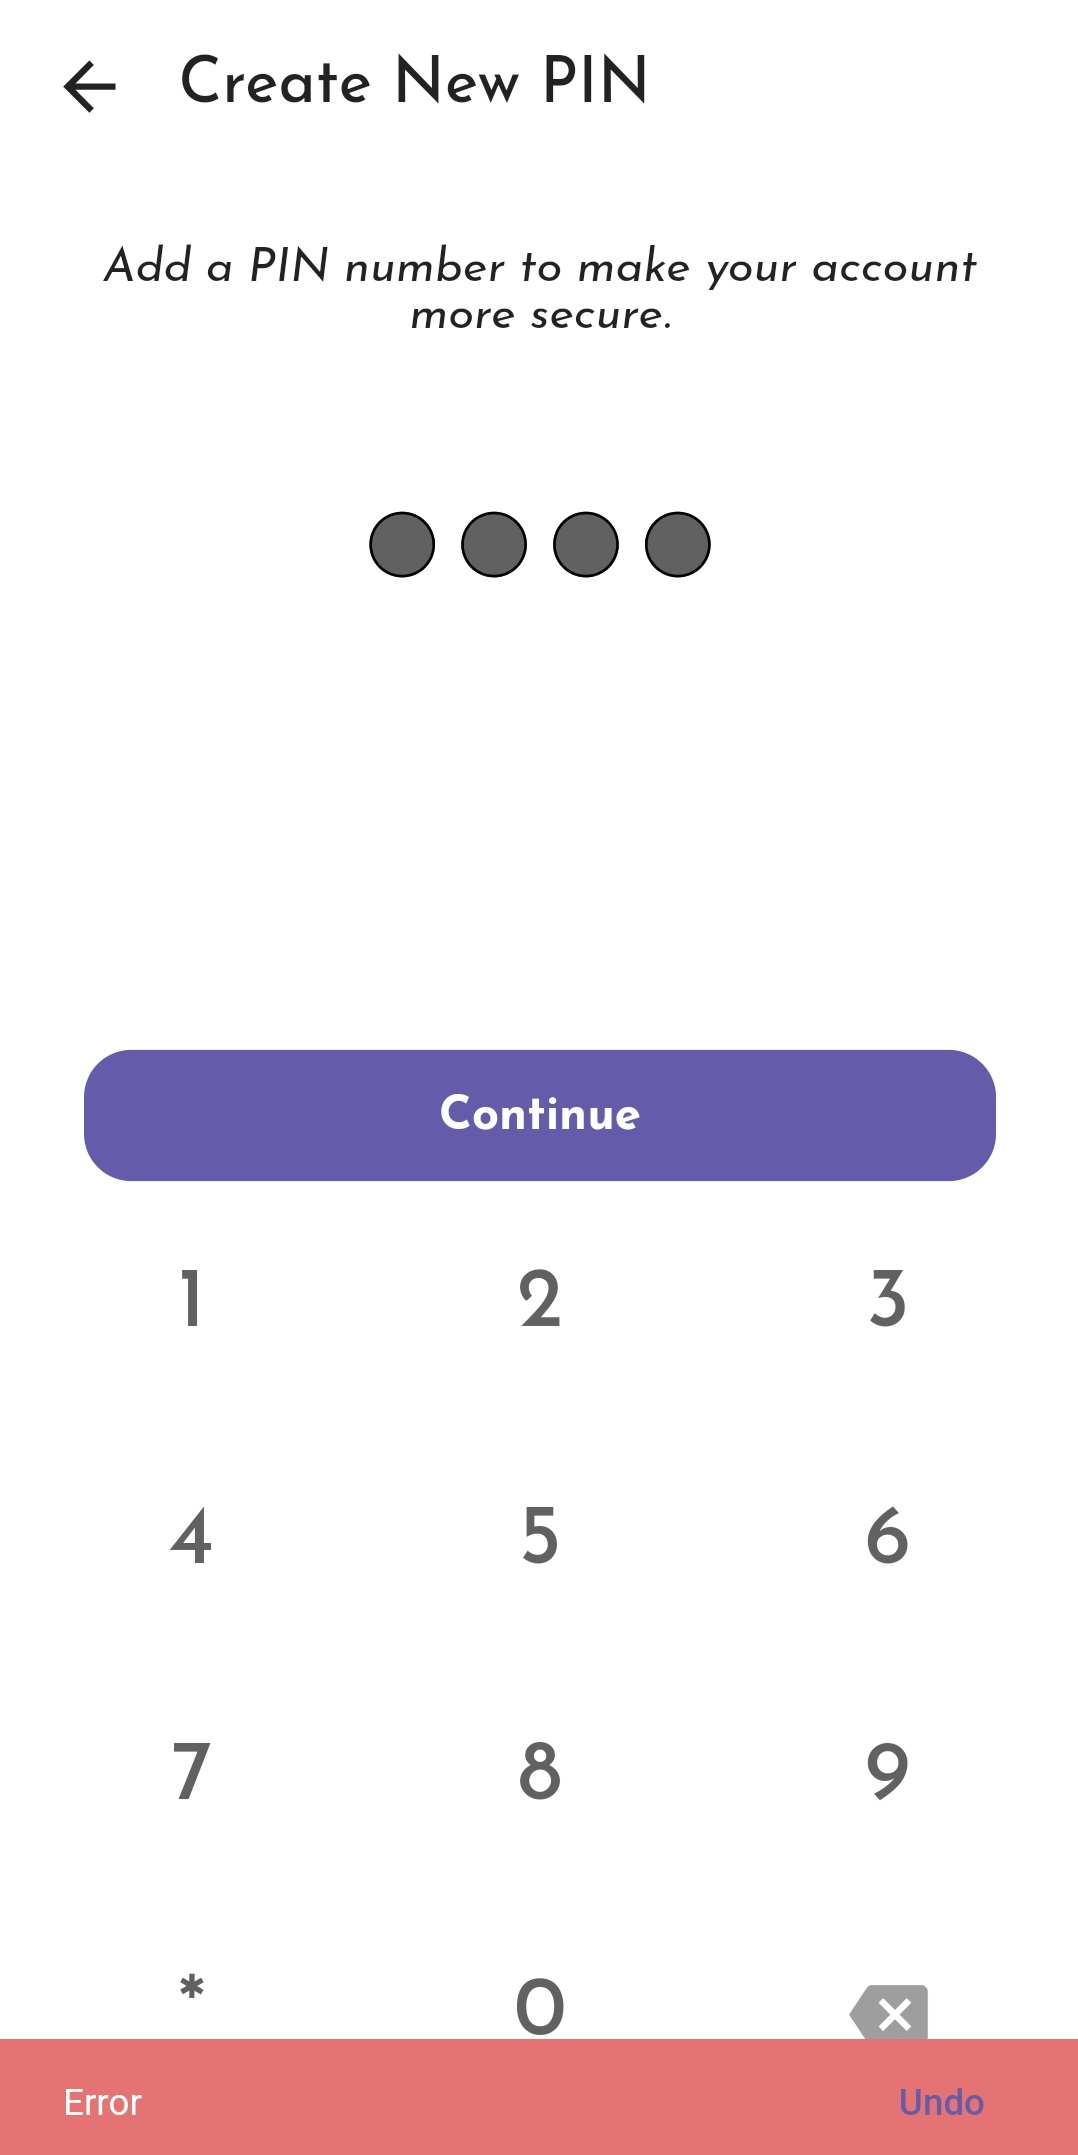 Create New PIN
Add a PIN number to make your account
more secure.
Continue
1 2 3
4 5 6
7 8 9
* 0
Error Undo